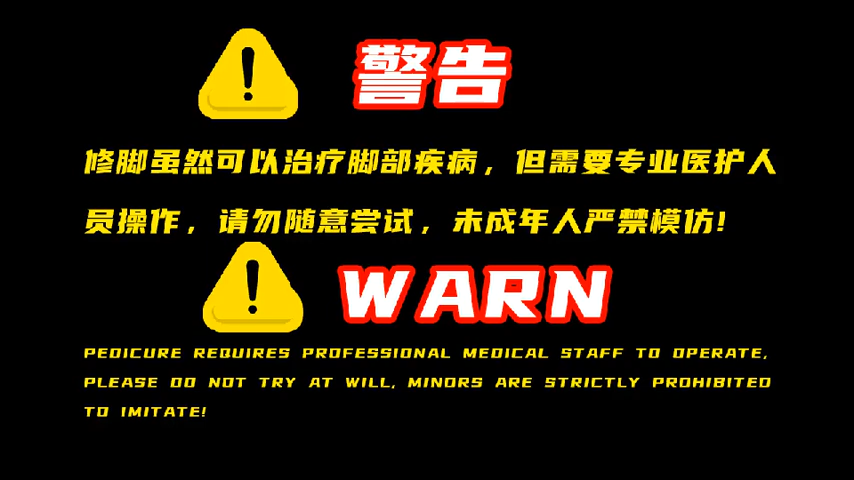 警告
修脚虽然可以治疗脚部疾病，但需要专业医护人
员操作，请勿随意尝试，未成年人严禁模仿！
WARN
PEDICURE REQUIRES PROFESSIONAL MEDICAL STAFF TO OPERATE,
PLEASE DO NOT TRY AT WILL, MINORS ARE STRICTLY PROHIBITED
TO IMITATE!